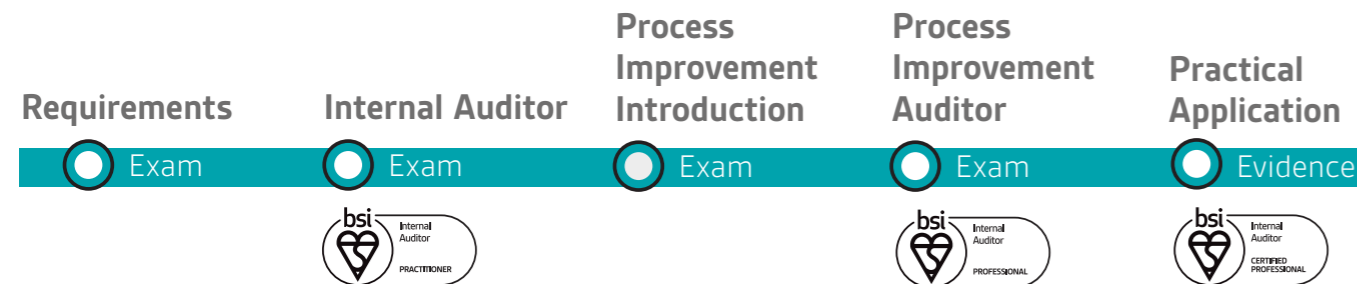 Requirements
Internal Auditor
Process
Improvement
Introduction
Process
Improvement
Auditor
Practical
Application
Exam
Exam
Exam
Exam
Evidence
bsi
Internal
Auditor
PRACTITIONER
bsi
Internal
Auditor
PROFESSIONAL
bsi
Internal
Auditor
CERTIFIED
PROFESSIONAL